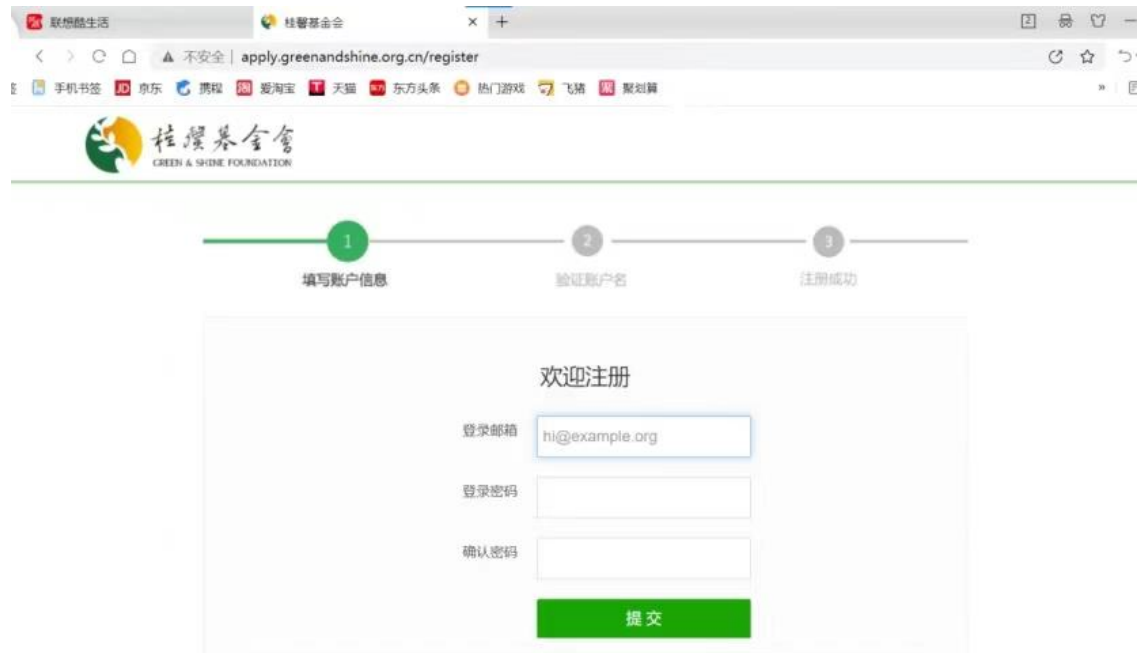 联想酷生活 桂馨基金会 × + 2
不安全 | apply.greenandshine.org.cn/register
手机书签 JD 京东 携程 淘 爱淘宝 T 天猫 东方头条 热门游戏 飞猪 聚划算 »
桂馨基金會
GREEN & SHINE FOUNDATION
1 2 3
填写账户信息 验证账户名 注册成功
欢迎注册
登录邮箱 hi@example.org
登录密码
确认密码
提交